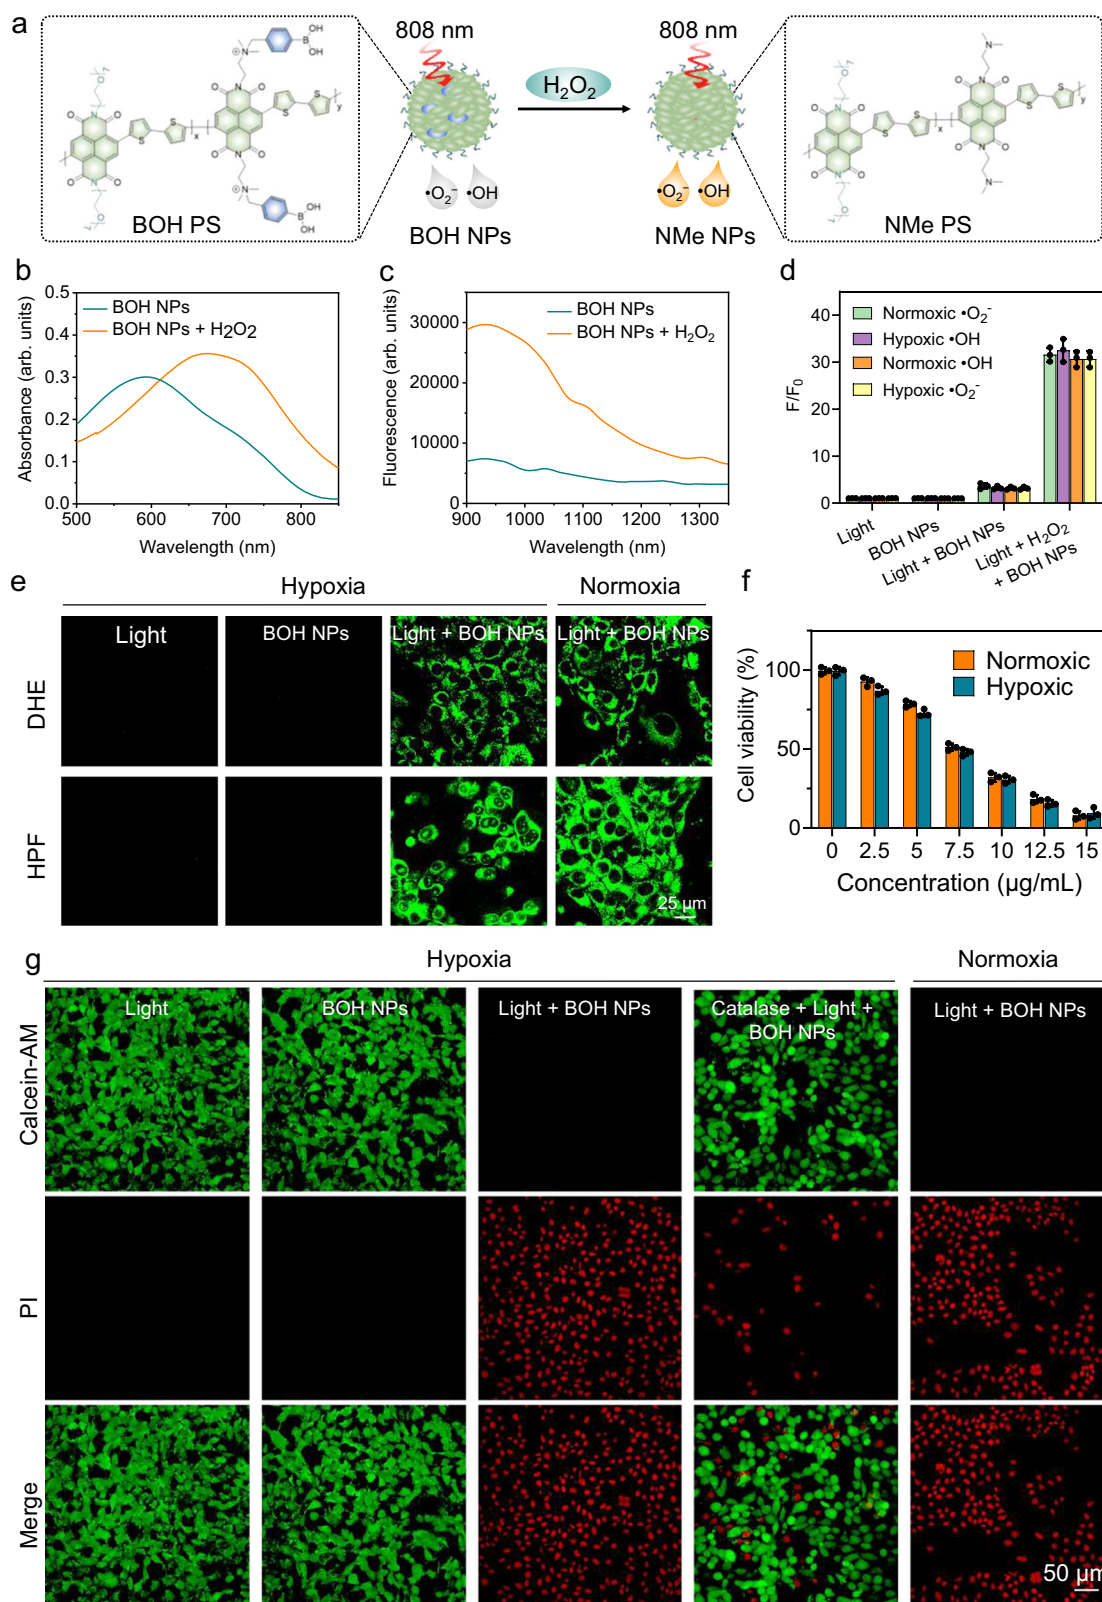 a
808 nm
808 nm
H2O2
B
OH
OH
N
⊕
O
N
O
S
S
x
y
BOH PS
•O2−
•OH
BOH NPs
•O2−
•OH
NMe NPs
NMe PS
b
Absorbance (arb. units)
0.5
0.4
0.3
0.2
0.1
0.0
BOH NPs
BOH NPs + H2O2
500 600 700 800
Wavelength (nm)
c
Fluorescence (arb. units)
30000
20000
10000
0
BOH NPs
BOH NPs + H2O2
900 1000 1100 1200 1300
Wavelength (nm)
d
F/F0
40
30
20
10
0
Normoxic •O2-
Hypoxic •OH
Normoxic •OH
Hypoxic •O2-
Light
BOH NPs
Light + BOH NPs
Light + H2O2
+ BOH NPs
e
Hypoxia
Normoxia
Light
BOH NPs
Light + BOH NPs
Light + BOH NPs
DHE
HPF
25 µm
f
Cell viability (%)
100
50
0
Normoxic
Hypoxic
0 2.5 5 7.5 10 12.5 15
Concentration (µg/mL)
g
Hypoxia
Normoxia
Light
BOH NPs
Light + BOH NPs
Catalase + Light +
BOH NPs
Light + BOH NPs
Calcein-AM
PI
Merge
50 µm